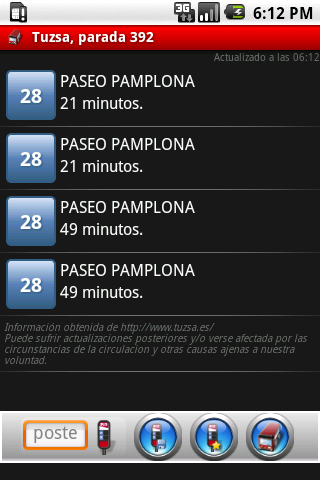 3G
6:12 PM
Tuzsa, parada 392
Actualizado a las 06:12
28
PASEO PAMPLONA
21 minutos.
28
PASEO PAMPLONA
21 minutos.
28
PASEO PAMPLONA
49 minutos.
28
PASEO PAMPLONA
49 minutos.
Información obtenida de http://www.tuzsa.es/
Puede sufrir actualizaciones posteriores y/o verse afectada por las
circunstancias de la circulacion y otras causas ajenas a nuestra
voluntad.
poste